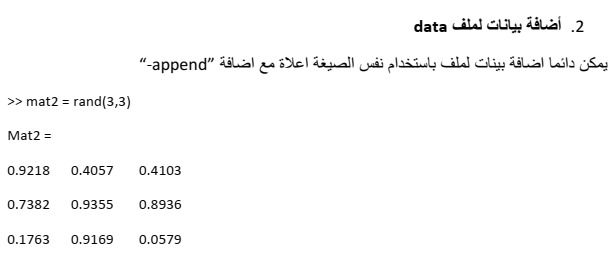 2. أضافة بيانات لملف data
يمكن دائما اضافة بينات لملف باستخدام نفس الصيغة اعلاة مع اضافة ”append-“
>> mat2 = rand(3,3)
Mat2 =
0.9218 0.4057 0.4103
0.7382 0.9355 0.8936
0.1763 0.9169 0.0579